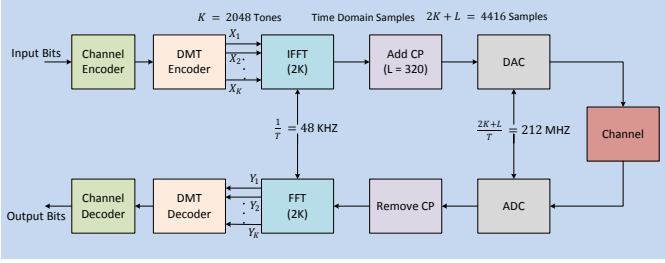 K = 2048 Tones
Time Domain Samples 2K+L = 4416 Samples
Input Bits
Channel
Encoder
DMT
Encoder
X₁
X₂
X_K
IFFT
(2K)
Add CP
(L = 320)
DAC
1/T = 48 KHZ
(2K+L)/T = 212 MHZ
Channel
Output Bits
Channel
Decoder
DMT
Decoder
Y₁
Y₂
Y_K
FFT
(2K)
Remove CP
ADC